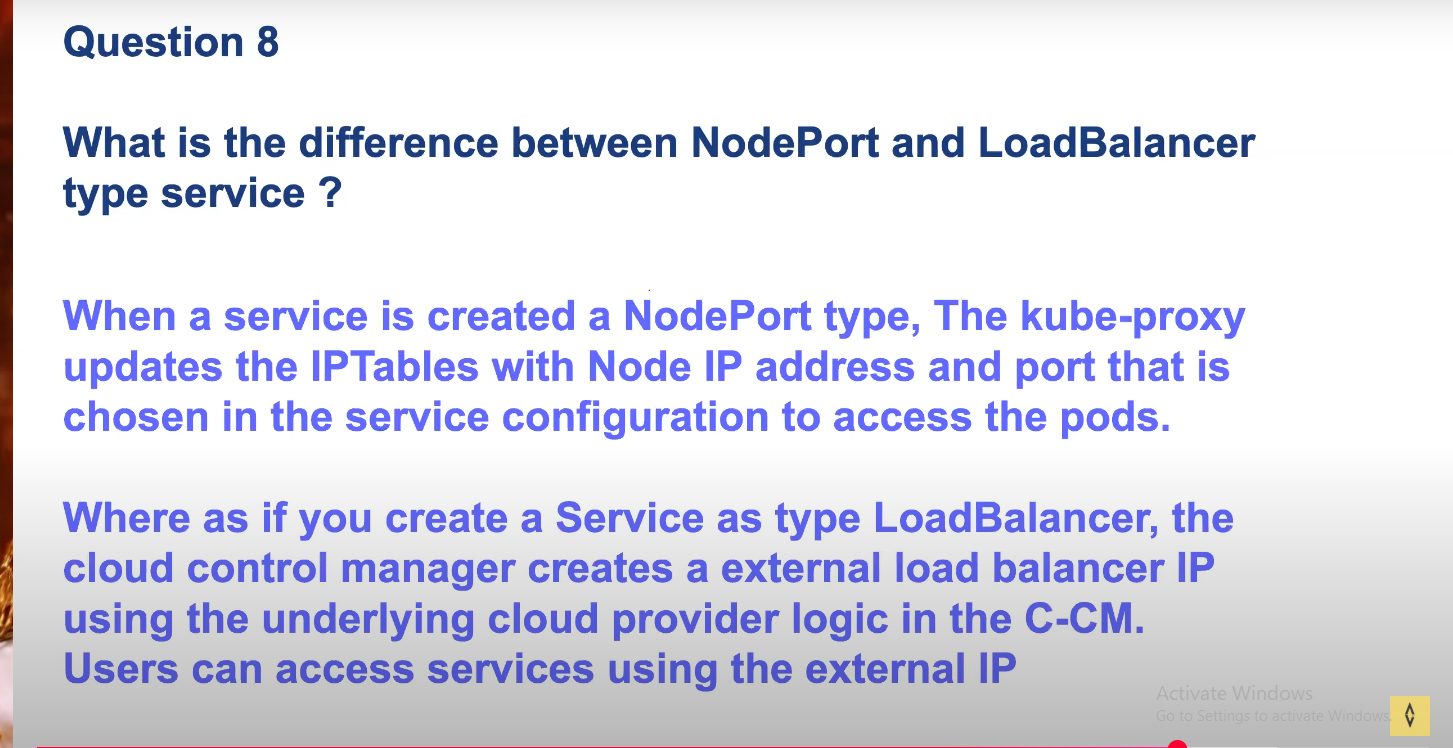 Question 8
What is the difference between NodePort and LoadBalancer
type service ?
When a service is created a NodePort type, The kube-proxy
updates the IPTables with Node IP address and port that is
chosen in the service configuration to access the pods.
Where as if you create a Service as type LoadBalancer, the
cloud control manager creates a external load balancer IP
using the underlying cloud provider logic in the C-CM.
Users can access services using the external IP
Activate Windows
Go to Settings to activate Windows.